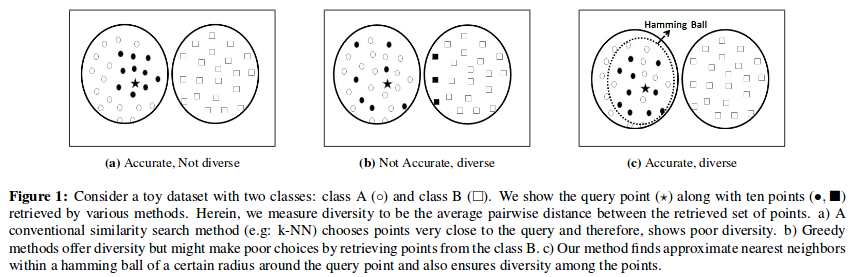 Hamming Ball
(a) Accurate, Not diverse
(b) Not Accurate, diverse
(c) Accurate, diverse
Figure 1: Consider a toy dataset with two classes: class A (○) and class B (□). We show the query point (⋆) along with ten points (●, ■)
retrieved by various methods. Herein, we measure diversity to be the average pairwise distance between the retrieved set of points. a) A
conventional similarity search method (e.g: k-NN) chooses points very close to the query and therefore, shows poor diversity. b) Greedy
methods offer diversity but might make poor choices by retrieving points from the class B. c) Our method finds approximate nearest neighbors
within a hamming ball of a certain radius around the query point and also ensures diversity among the points.